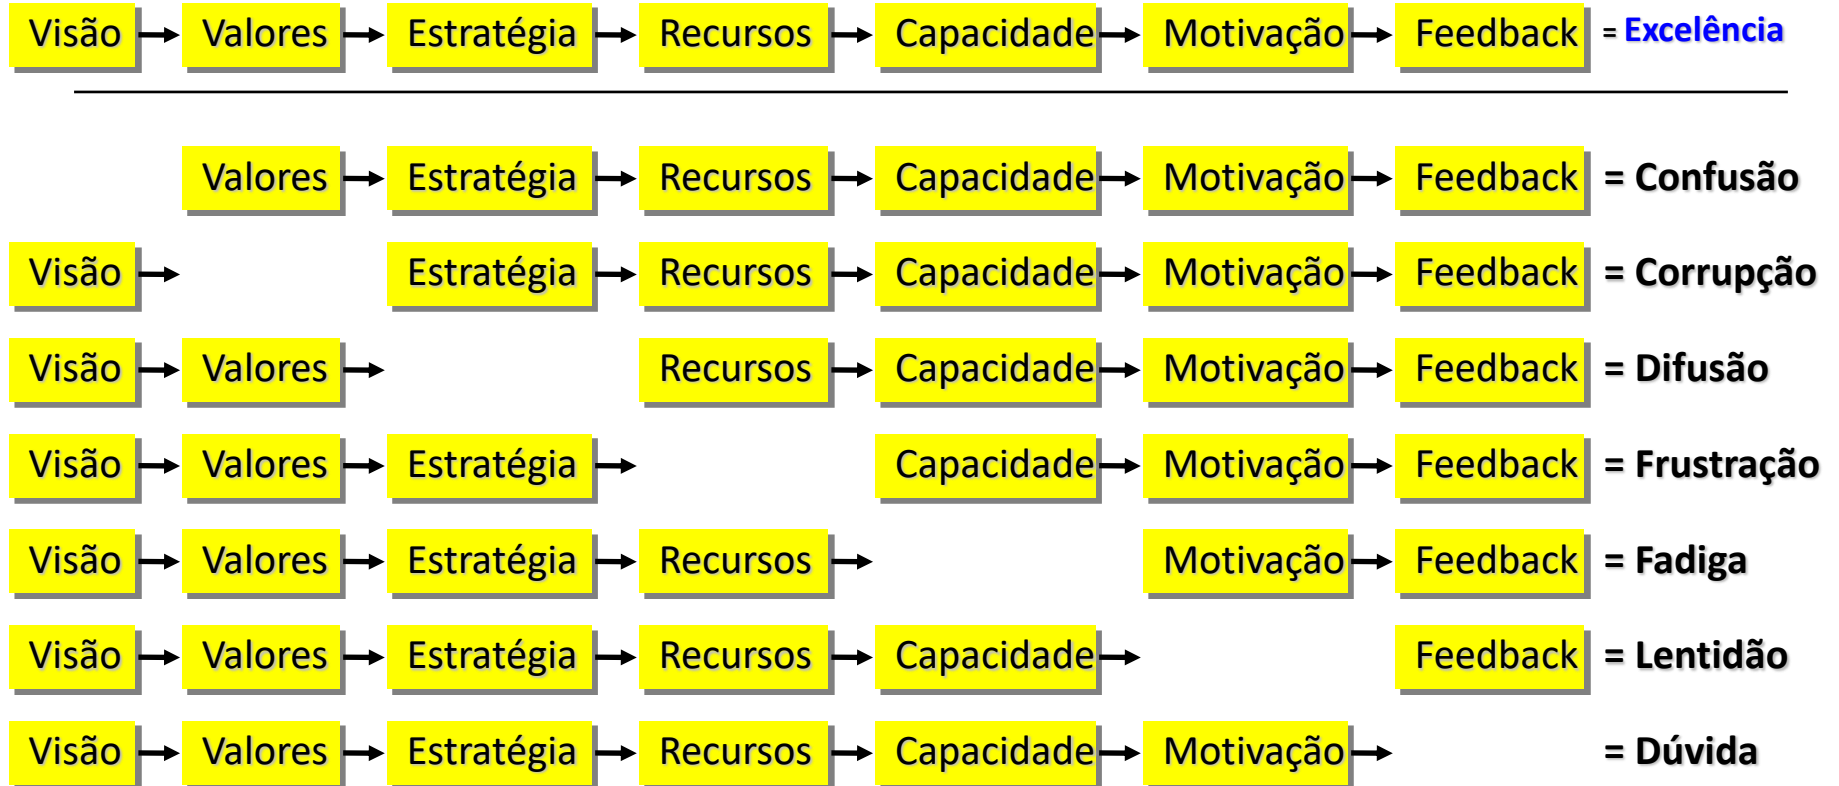 Visão Valores Estratégia Recursos Capacidade Motivação Feedback = Excelência
Valores Estratégia Recursos Capacidade Motivação Feedback = Confusão
Visão Estratégia Recursos Capacidade Motivação Feedback = Corrupção
Visão Valores Recursos Capacidade Motivação Feedback = Difusão
Visão Valores Estratégia Capacidade Motivação Feedback = Frustração
Visão Valores Estratégia Recursos Motivação Feedback = Fadiga
Visão Valores Estratégia Recursos Capacidade Feedback = Lentidão
Visão Valores Estratégia Recursos Capacidade Motivação = Dúvida